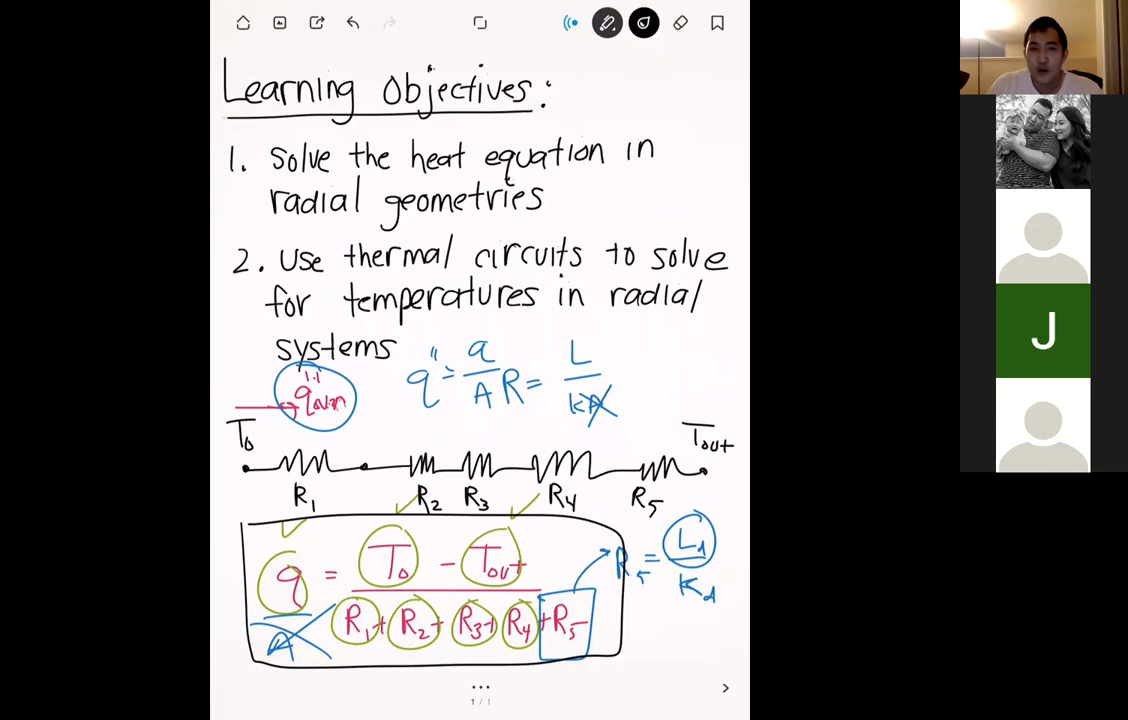 Learning Objectives:
1. Solve the heat equation in
radial geometries
2. Use thermal circuits to solve
for temperatures in radial
systems
q" = q/A R = L/kA
T0
Tout
R1 R2 R3 R4 R5
q/A = T0 - Tout / R1+R2+R3+R4+R5
R5 = L4/K4
1/1
J